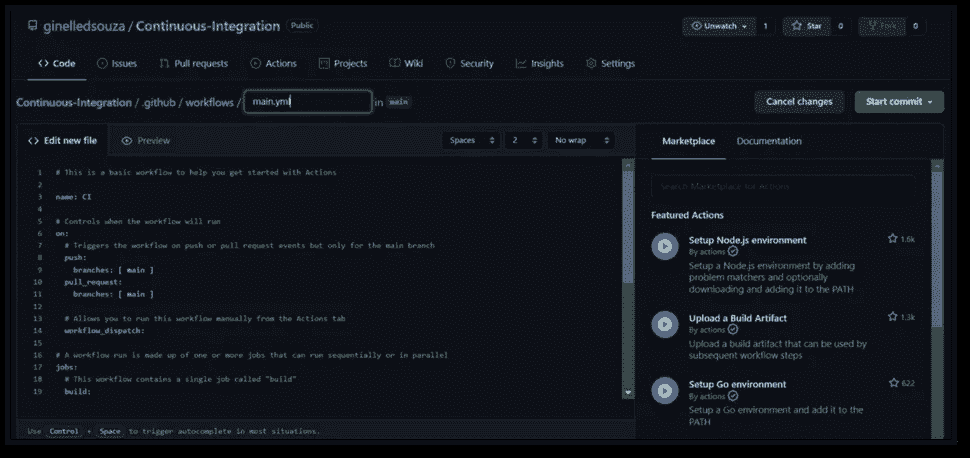 ginelledsouza / Continuous-Integration Public
Unwatch 1 Star 0 Fork 0
Code Issues Pull requests Actions Projects Wiki Security Insights Settings
Continuous-Integration / .github / workflows / main.yml in main
Cancel changes Start commit
Edit new file Preview
Spaces 2 No wrap
Marketplace Documentation
1 # This is a basic workflow to help you get started with Actions
2
3 name: CI
4
5 # Controls when the workflow will run
6 on:
7 # Triggers the workflow on push or pull request events but only for the main branch
8 push:
9 branches: [ main ]
10 pull_request:
11 branches: [ main ]
12
13 # Allows you to run this workflow manually from the Actions tab
14 workflow_dispatch:
15
16 # A workflow run is made up of one or more jobs that can run sequentially or in parallel
17 jobs:
18 # This workflow contains a single job called "build"
19 build:
Use Control + Space to trigger autocomplete in most situations.
Search Marketplace for Actions
Featured Actions
Setup Node.js environment 1.6k
By actions
Setup a Node.js environment by adding
problem matchers and optionally
downloading and adding it to the PATH
Upload a Build Artifact 1.3k
By actions
Upload a build artifact that can be used by
subsequent workflow steps
Setup Go environment 622
By actions
Setup a Go environment and add it to the
PATH